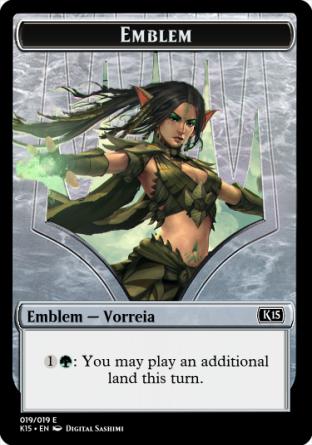 EMBLEM
Emblem — Vorreia
K15
1: You may play an additional
land this turn.
019/019 E
K15 • EN DIGITAL SASHIMI